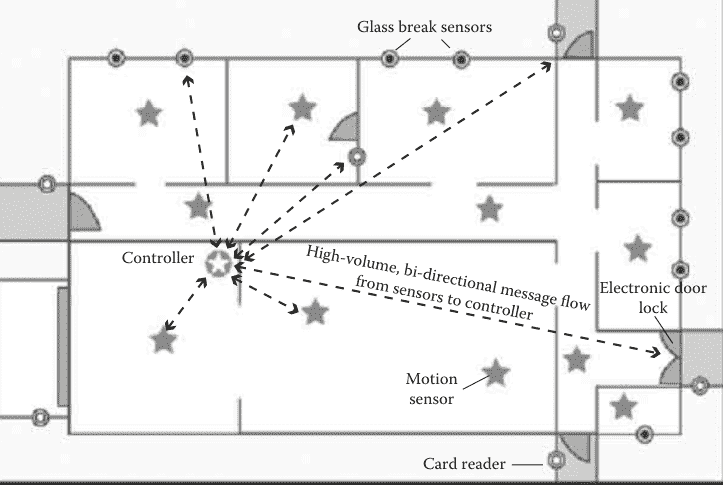 Glass break sensors
Controller
High-volume, bi-directional message flow
from sensors to controller
Electronic door
lock
Motion
sensor
Card reader